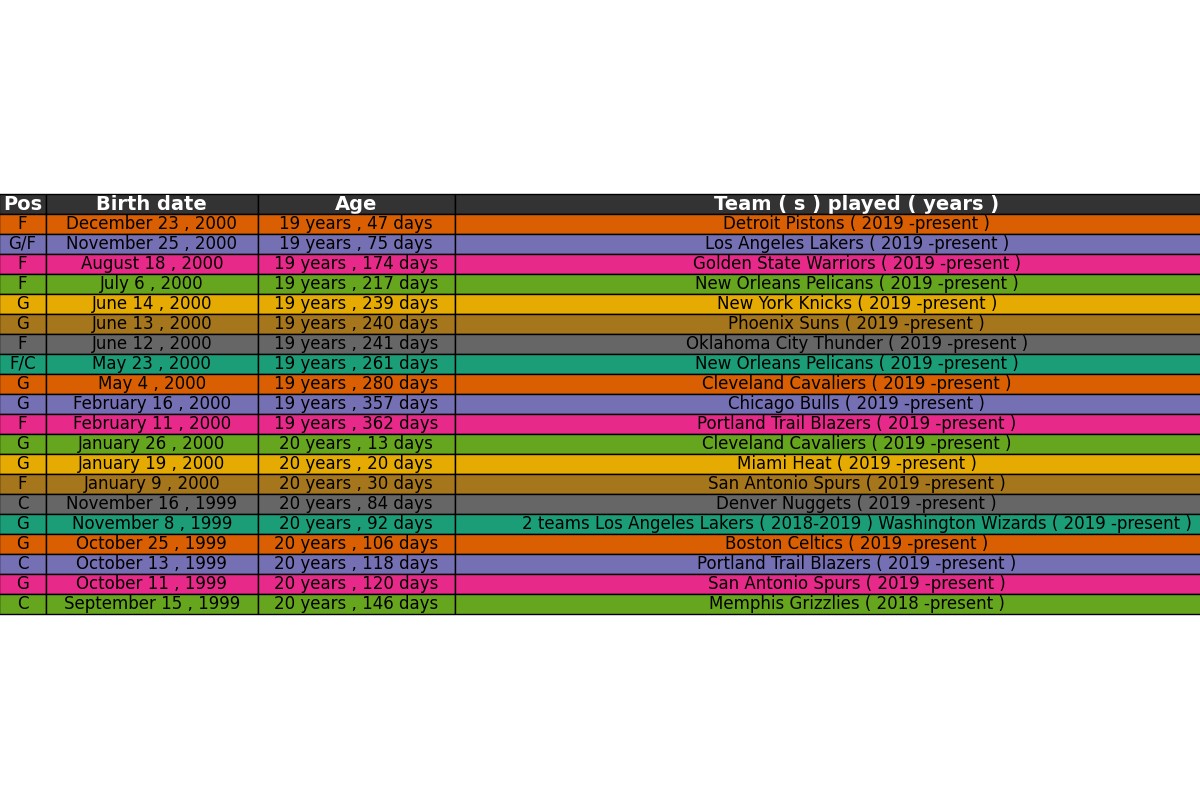 Pos Birth date Age Team ( s ) played ( years )
F December 23 , 2000 19 years , 47 days Detroit Pistons ( 2019 -present )
G/F November 25 , 2000 19 years , 75 days Los Angeles Lakers ( 2019 -present )
F August 18 , 2000 19 years , 174 days Golden State Warriors ( 2019 -present )
F July 6 , 2000 19 years , 217 days New Orleans Pelicans ( 2019 -present )
G June 14 , 2000 19 years , 239 days New York Knicks ( 2019 -present )
G June 13 , 2000 19 years , 240 days Phoenix Suns ( 2019 -present )
F June 12 , 2000 19 years , 241 days Oklahoma City Thunder ( 2019 -present )
F/C May 23 , 2000 19 years , 261 days New Orleans Pelicans ( 2019 -present )
G May 4 , 2000 19 years , 280 days Cleveland Cavaliers ( 2019 -present )
G February 16 , 2000 19 years , 357 days Chicago Bulls ( 2019 -present )
F February 11 , 2000 19 years , 362 days Portland Trail Blazers ( 2019 -present )
G January 26 , 2000 20 years , 13 days Cleveland Cavaliers ( 2019 -present )
G January 19 , 2000 20 years , 20 days Miami Heat ( 2019 -present )
F January 9 , 2000 20 years , 30 days San Antonio Spurs ( 2019 -present )
C November 16 , 1999 20 years , 84 days Denver Nuggets ( 2019 -present )
G November 8 , 1999 20 years , 92 days 2 teams Los Angeles Lakers ( 2018-2019 ) Washington Wizards ( 2019 -present )
G October 25 , 1999 20 years , 106 days Boston Celtics ( 2019 -present )
C October 13 , 1999 20 years , 118 days Portland Trail Blazers ( 2019 -present )
G October 11 , 1999 20 years , 120 days San Antonio Spurs ( 2019 -present )
C September 15 , 1999 20 years , 146 days Memphis Grizzlies ( 2018 -present )